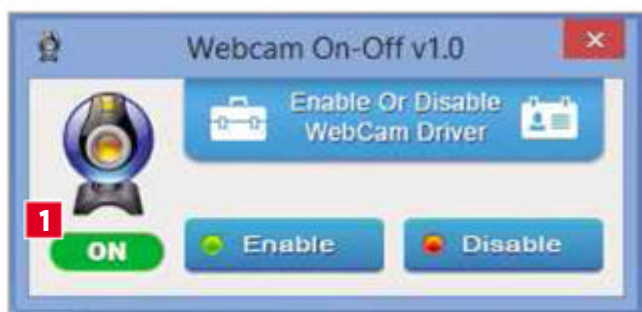 Webcam On-Off v1.0
Enable Or Disable
WebCam Driver
1
ON
Enable
Disable